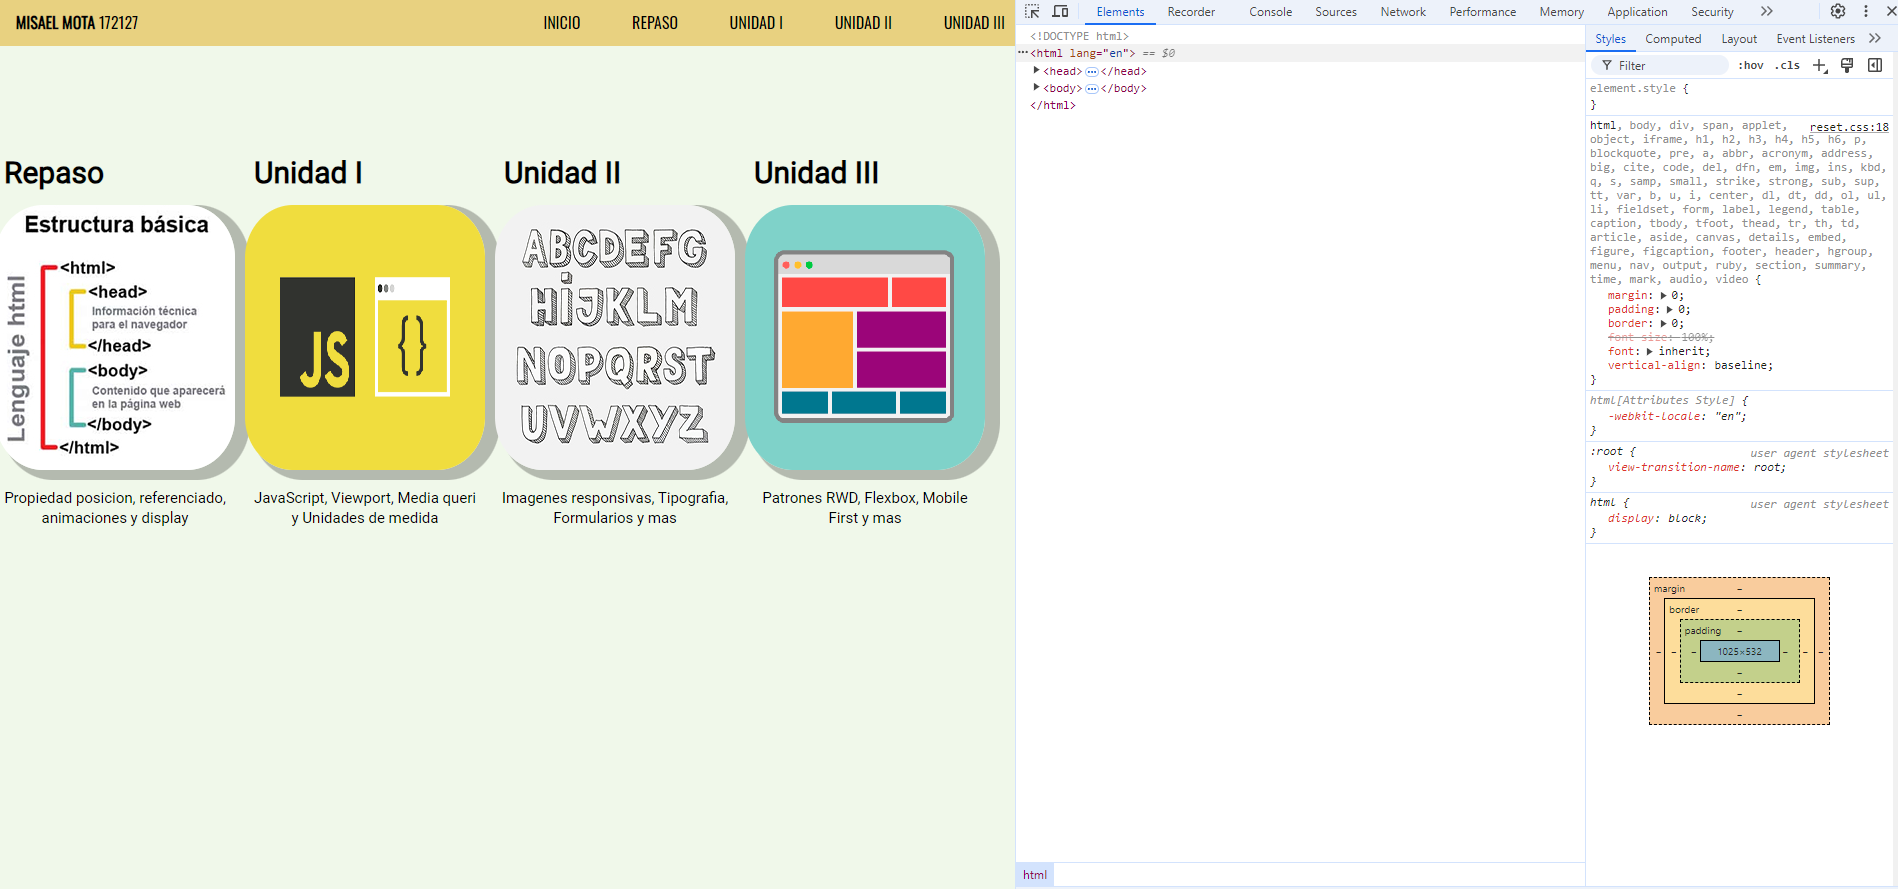 MISAEL MOTA 172127
INICIO
REPASO
UNIDAD I
UNIDAD II
UNIDAD III
Repaso
Estructura básica
Lenguaje html
<html>
<head>
Información técnica
para el navegador
</head>
<body>
Contenido que aparecerá
en la página web
</body>
</html>
Propiedad posicion, referenciado,
animaciones y display
Unidad I
JS
{}
JavaScript, Viewport, Media queri
y Unidades de medida
Unidad II
ABCDEFG
HIJKLM
NOPQRST
UVWXYZ
Imagenes responsivas, Tipografia,
Formularios y mas
Unidad III
Patrones RWD, Flexbox, Mobile
First y mas
Elements
Recorder
Console
Sources
Network
Performance
Memory
Application
Security
<!DOCTYPE html>
<html lang="en"> == $0
<head> </head>
<body> </body>
</html>
html
Styles
Computed
Layout
Event Listeners
Filter
:hov
.cls
element.style {
}
reset.css:18
html, body, div, span, applet,
object, iframe, h1, h2, h3, h4, h5, h6, p,
blockquote, pre, a, abbr, acronym, address,
big, cite, code, del, dfn, em, img, ins, kbd,
q, s, samp, small, strike, strong, sub, sup,
tt, var, b, u, i, center, dl, dt, dd, ol, ul,
li, fieldset, form, label, legend, table,
caption, tbody, tfoot, thead, tr, th, td,
article, aside, canvas, details, embed,
figure, figcaption, footer, header, hgroup,
menu, nav, output, ruby, section, summary,
time, mark, audio, video {
margin: 0;
padding: 0;
border: 0;
font-size: 100%;
font: inherit;
vertical-align: baseline;
}
html[Attributes Style] {
-webkit-locale: "en";
}
:root { user agent stylesheet
view-transition-name: root;
}
html { user agent stylesheet
display: block;
}
margin
border
padding
1025×532